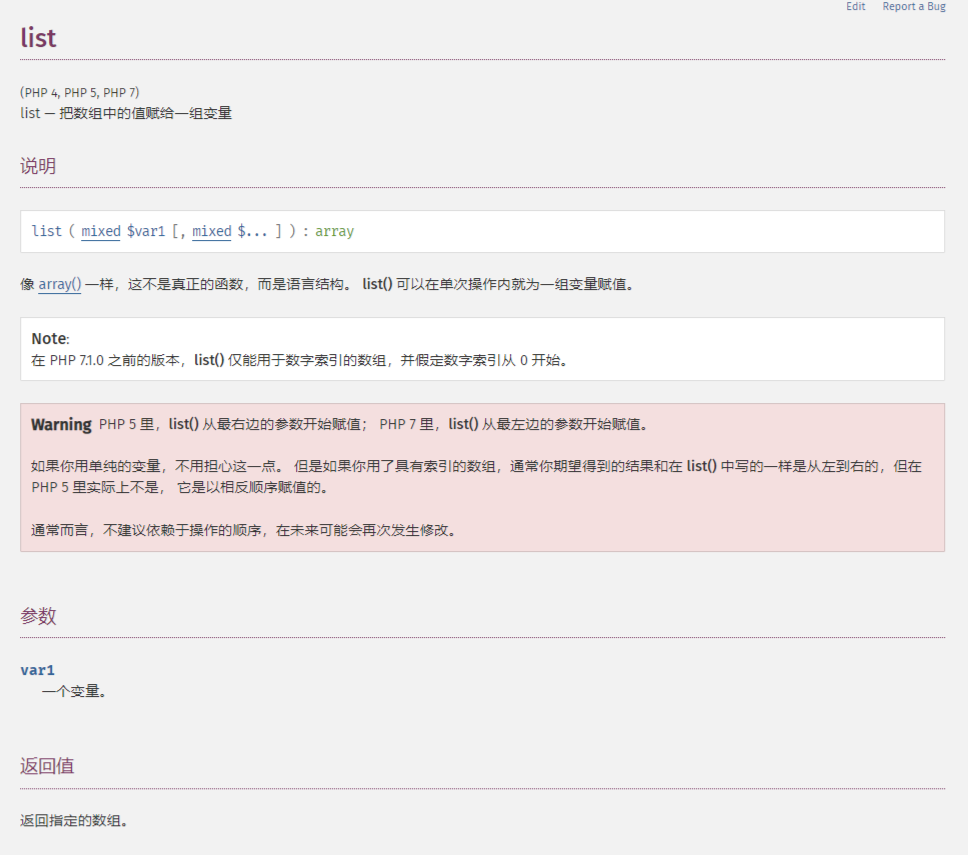 Edit Report a Bug
list
(PHP 4, PHP 5, PHP 7)
list — 把数组中的值赋给一组变量
说明
list ( mixed $var1 [, mixed $... ] ) : array
像 array() 一样，这不是真正的函数，而是语言结构。 list() 可以在单次操作内就为一组变量赋值。
Note:
在 PHP 7.1.0 之前的版本，list() 仅能用于数字索引的数组，并假定数字索引从 0 开始。
Warning PHP 5 里，list() 从最右边的参数开始赋值； PHP 7 里，list() 从最左边的参数开始赋值。
如果你用单纯的变量，不用担心这一点。 但是如果你用了具有索引的数组，通常你期望得到的结果和在 list() 中写的一样是从左到右的，但在
PHP 5 里实际上不是， 它是以相反顺序赋值的。
通常而言，不建议依赖于操作的顺序，在未来可能会再次发生修改。
参数
var1
一个变量。
返回值
返回指定的数组。